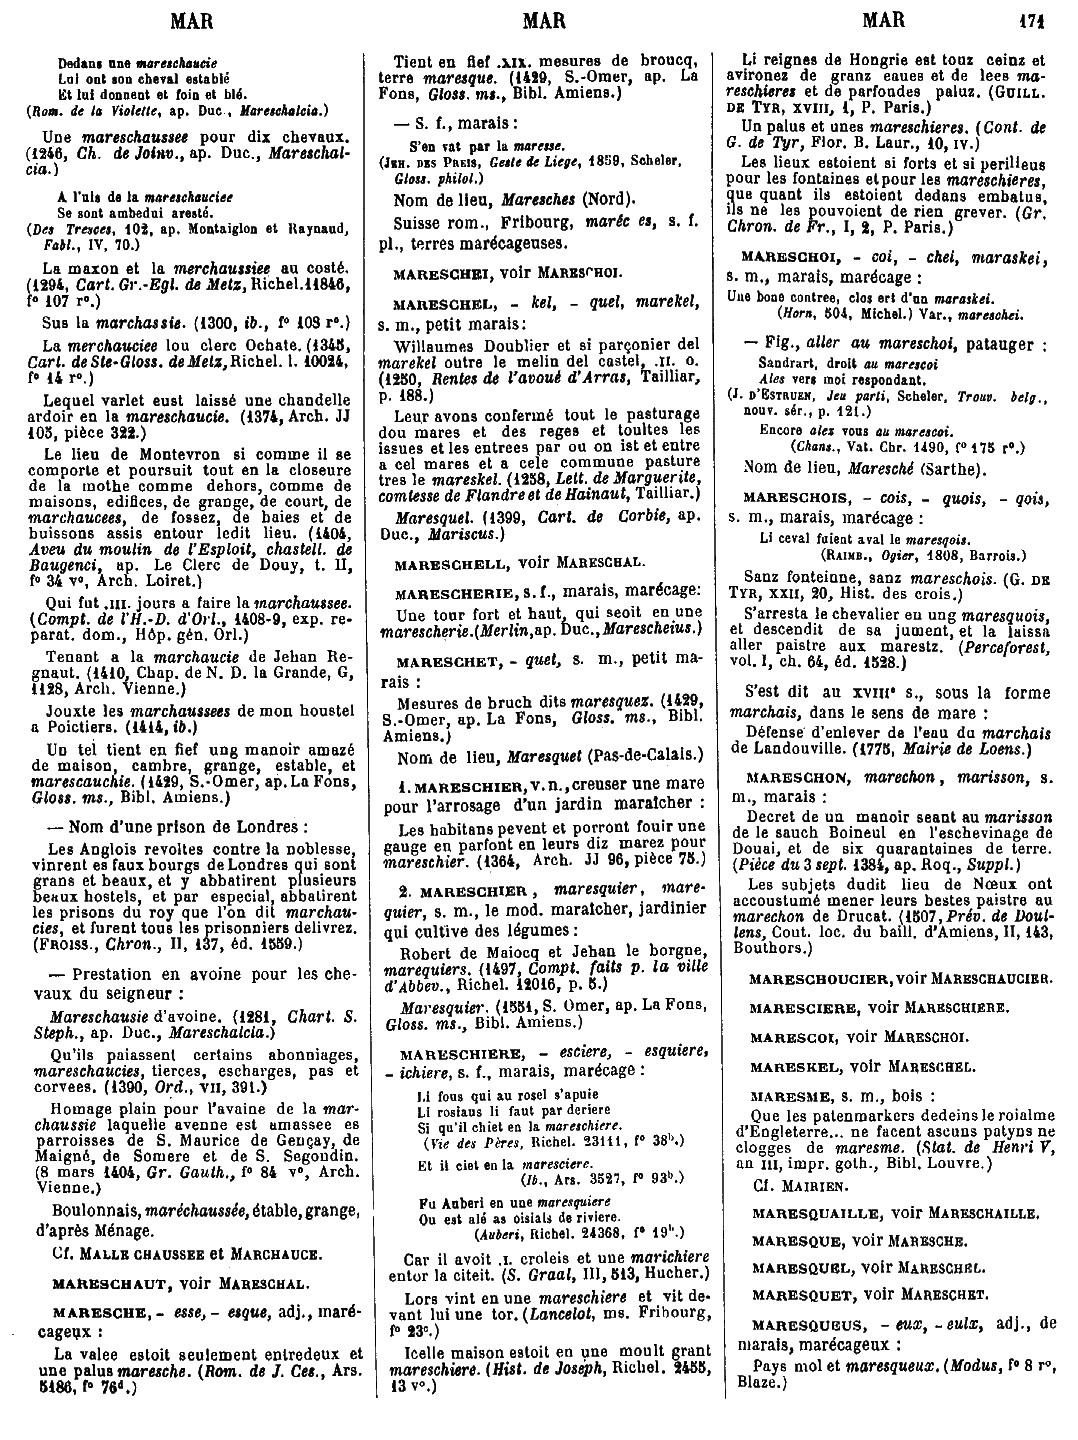 MAR
MAR
MAR 171
Dedans une mareschaucie
Lui ont son cheval establé
Et lui donnent et foin et blé.
(Rom. de la Violette, ap. Duc., Mareschalcia.)
Une mareschaussee pour dix chevaux.
(1246, Ch. de Joinv., ap. Duc., Mareschal-
cia.)
A l'uis de la mareschauciee
Se sont ambedui aresté.
(Des Tresces, 102, ap. Montaiglon et Raynaud,
Fabl., IV, 70.)
La maxon et la merchaussiee au costé.
(1294, Cart. Gr.-Egl. de Metz, Richel. 11846,
f° 107 r°.)
Sus la marchassie. (1300, ib., f° 108 r°.)
La merchauciee lou clerc Ochate. (1345,
Cart. de Ste-Gloss. de Metz, Richel. l. 10024,
f° 14 r°.)
Lequel varlet eust laissé une chandelle
ardoir en la mareschaucie. (1374, Arch. JJ
105, pièce 322.)
Le lieu de Montevron si comme il se
comporte et poursuit tout en la closeure
de la mothe comme dehors, comme de
maisons, edifices, de grange, de court, de
marchaucees, de fossez, de haies et de
buissons assis entour ledit lieu. (1404,
Aveu du moulin de l'Esploit, chastell. de
Baugenci, ap. Le Clerc de Douy, t. II,
f° 34 v°, Arch. Loiret.)
Qui fut .III. jours a faire la marchaussee.
(Compt. de l'H.-D. d'Orl., 1408-9, exp. re-
parat. dom., Hôp. gén. Orl.)
Tenant a la marchaucie de Jehan Re-
gnaut. (1410, Chap. de N. D. la Grande, G,
1128, Arch. Vienne.)
Jouxte les marchaussees de mon houstel
a Poictiers. (1414, ib.)
Un tel tient en fief ung manoir amazé
de maison, cambre, grange, estable, et
marescauchie. (1429, S.-Omer, ap. La Fons,
Gloss. ms., Bibl. Amiens.)
— Nom d'une prison de Londres :
Les Anglois revoltes contre la noblesse,
vinrent es faux bourgs de Londres qui sont
grans et beaux, et y abbatirent plusieurs
beaux hostels, et par especial, abbatirent
les prisons du roy que l'on dit marchau-
cies, et furent tous les prisonniers delivrez.
(FROISS., Chron., II, 137, éd. 1559.)
— Prestation en avoine pour les che-
vaux du seigneur :
Mareschausie d'avoine. (1281, Chart. S.
Steph., ap. Duc., Mareschalcia.)
Qu'ils paiassent certains abonniages,
mareschaucies, tierces, escharges, pas et
corvees. (1390, Ord., VII, 391.)
Homage plain pour l'avaine de la mar-
chaussie laquelle avenne est amassee es
parroisses de S. Maurice de Gençay, de
Maigné, de Somere et de S. Segondin.
(8 mars 1404, Gr. Gauth., f° 84 v°, Arch.
Vienne.)
Boulonnais, maréchaussée, étable, grange,
d'après Ménage.
Cf. MALLE CHAUSSEE et MARCHAUCE.
MARESCHAUT, voir MARESCHAL.
MARESCHE, - esse, - esque, adj., maré-
cageux :
La valee estoit seulement entredeux et
une palus maresche. (Rom. de J. Ces., Ars.
5186, f° 76ᵈ.)
Tient en fief .XIX. mesures de broucq,
terre maresque. (1429, S.-Omer, ap. La
Fons, Gloss. ms., Bibl. Amiens.)
— S. f., marais :
S'en vat par la maresse.
(JEH. DES PREIS, Geste de Liege, 1859, Scheler,
Gloss. philol.)
Nom de lieu, Maresches (Nord).
Suisse rom., Fribourg, maréc es, s. f.
pl., terres marécageuses.
MARESCHEI, voir MARESCHOI.
MARESCHEL, - kel, - quel, marekel,
s. m., petit marais :
Willaumes Doublier et si parçonier del
marekel outre le melin del castel, .II. o.
(1250, Rentes de l'avoué d'Arras, Tailliar,
p. 188.)
Leur avons confermé tout le pasturage
dou mares et des reges et toultes les
issues et les entrees par ou on ist et entre
a cel mares et a cele commune pasture
tres le mareskel. (1258, Lett. de Marguerite,
comtesse de Flandre et de Hainaut, Tailliar.)
Maresquel. (1399, Cart. de Corbie, ap.
Duc., Mariscus.)
MARESCHELL, voir MARESCHAL.
MARESCHERIE, s. f., marais, marécage :
Une tour fort et haut, qui seoit en une
marescherie. (Merlin, ap. Duc., Marescheius.)
MARESCHET, - quet, s. m., petit ma-
rais :
Mesures de bruch dits maresquez. (1429,
S.-Omer, ap. La Fons, Gloss. ms., Bibl.
Amiens.)
Nom de lieu, Maresquet (Pas-de-Calais.)
1. MARESCHIER, v. n., creuser une mare
pour l'arrosage d'un jardin maraîcher :
Les habitans pevent et porront fouir une
gauge en parfont en leurs diz marez pour
mareschier. (1364, Arch. JJ 96, pièce 75.)
2. MARESCHIER, maresquier, mare-
quier, s. m., le mod. maraîcher, jardinier
qui cultive des légumes :
Robert de Maiocq et Jehan le borgne,
marequiers. (1497, Compt. faits p. la ville
d'Abbev., Richel. 12016, p. 5.)
Maresquier. (1551, S. Omer, ap. La Fons,
Gloss. ms., Bibl. Amiens.)
MARESCHIERE, - esciere, - esquiere,
- ichiere, s. f., marais, marécage :
Li fous qui au rosel s'apuie
Li rosiaus li faut par deriere
Si qu'il chiet en la mareschiere.
(Vie des Pères, Richel. 23111, f° 38ᵇ.)
Et il ciet en la maresciere.
(Ib., Ars. 3527, f° 93ᵇ.)
Fu Auberi en une maresquiere
Ou est alé as oisials de riviere.
(Auberi, Richel. 24368, f° 19ᵇ.)
Car il avoit .I. croleis et une marichiere
entor la citeit. (S. Graal, III, 513, Hucher.)
Lors vint en une mareschiere et vit de-
vant lui une tor. (Lancelot, ms. Fribourg,
f° 23ᶜ.)
Icelle maison estoit en une moult grant
mareschiere. (Hist. de Joseph, Richel. 2455,
13 v°.)
Li reignes de Hongrie est touz ceinz et
avironez de granz eaues et de lees ma-
reschieres et de parfondes paluz. (GUILL.
DE TYR, XVIII, 1, P. Paris.)
Un palus et unes mareschieres. (Cont. de
G. de Tyr, Flor. B. Laur., 10, IV.)
Les lieux estoient si forts et si perilleus
pour les fontaines et pour les mareschieres,
que quant ils estoient dedans embatus,
ils ne les pouvoient de rien grever. (Gr.
Chron. de Fr., I, 2, P. Paris.)
MARESCHOI, - coi, - chei, maraskei,
s. m., marais, marécage :
Une bone contree, clos ert d'un maraskei.
(Horn, 504, Michel.) Var., mareschei.
— Fig., aller au mareschoi, patauger :
Sandrart, droit au marescoi
Ales vers moi respondant.
(J. D'ESTRUEN, Jeu parti, Scheler, Trouv. belg.,
nouv. sér., p. 121.)
Encore alez vous au marescoi.
(Chans., Vat. Chr. 1490, f° 175 r°.)
Nom de lieu, Maresché (Sarthe).
MARESCHOIS, - cois, - quois, - qois,
s. m., marais, marécage :
Li ceval fuient aval le maresqois.
(RAIMB., Ogier, 1808, Barrois.)
Sanz fonteinne, sanz mareschois. (G. DE
TYR, XXII, 20, Hist. des crois.)
S'arresta le chevalier en ung maresquois,
et descendit de sa jument, et la laissa
aller paistre aux marestz. (Perceforest,
vol. I, ch. 64, éd. 1528.)
S'est dit au XVIIIᵉ s., sous la forme
marchais, dans le sens de mare :
Défense d'enlever de l'eau du marchais
de Landouville. (1775, Mairie de Loens.)
MARESCHON, marechon, marisson, s.
m., marais :
Decret de un manoir seant au marisson
de le sauch Boineul en l'eschevinage de
Douai, et de six quarantaines de terre.
(Pièce du 3 sept. 1384, ap. Roq., Suppl.)
Les subjets dudit lieu de Nœux ont
accoustumé mener leurs bestes paistre au
marechon de Drucat. (1507, Prév. de Doul-
lens, Cout. loc. du baill. d'Amiens, II, 143,
Bouthors.)
MARESCHOUCIER, voir MARESCHAUCIER.
MARESCIERE, voir MARESCHIERE.
MARESCOI, voir MARESCHOI.
MARESKEL, voir MARESCHEL.
MARESME, s. m., bois :
Que les patenmarkers dedeins le roialme
d'Engleterre... ne facent ascuns patyns ne
clogges de maresme. (Stat. de Henri V,
an III, impr. goth., Bibl. Louvre.)
Cf. MAIRIEN.
MARESQUAILLE, voir MARESCHAILLE.
MARESQUE, voir MARESCHE.
MARESQUEL, voir MARESCHEL.
MARESQUET, voir MARESCHET.
MARESQUEUS, - eux, - eulx, adj., de
marais, marécageux :
Pays mol et maresqueux. (Modus, f° 8 r°,
Blaze.)